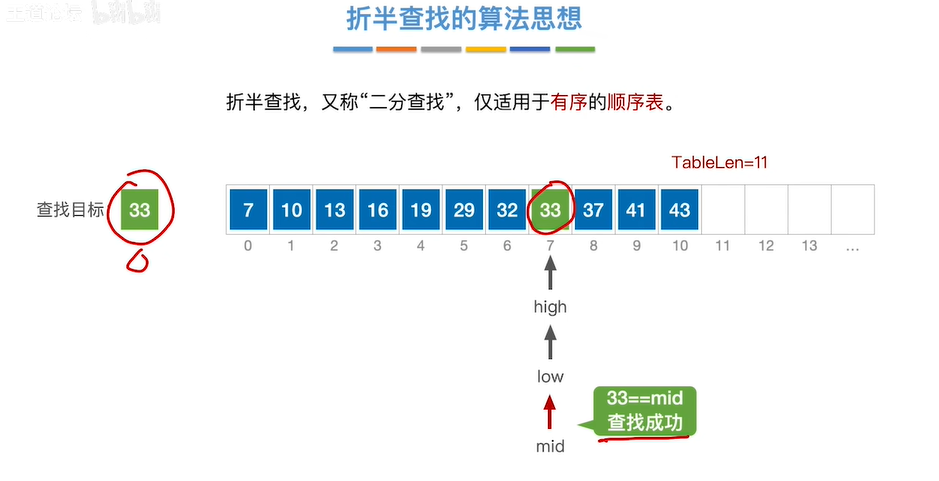 折半查找的算法思想
折半查找，又称“二分查找”，仅适用于有序的顺序表。
TableLen=11
查找目标 33 7 10 13 16 19 29 32 33 37 41 43
0 1 2 3 4 5 6 7 8 9 10 11 12 13 ...
high
low
33==mid
查找成功
mid